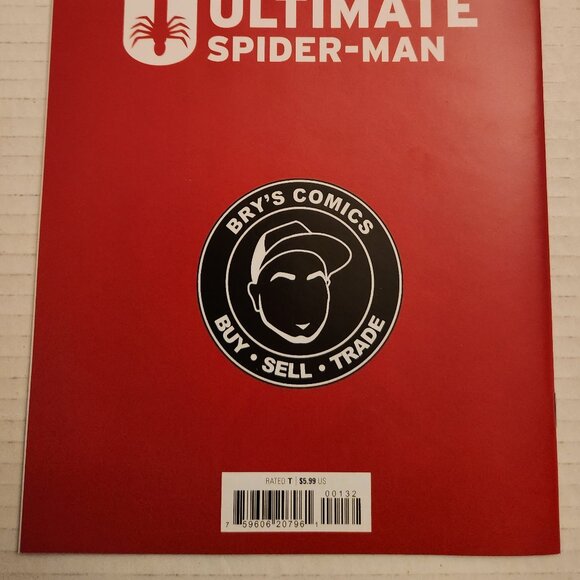 ULTIMATE
SPIDER-MAN
BRY'S COMICS
BUY • SELL • TRADE
RATED T $5.99 US
00132
7 59606 20796 1